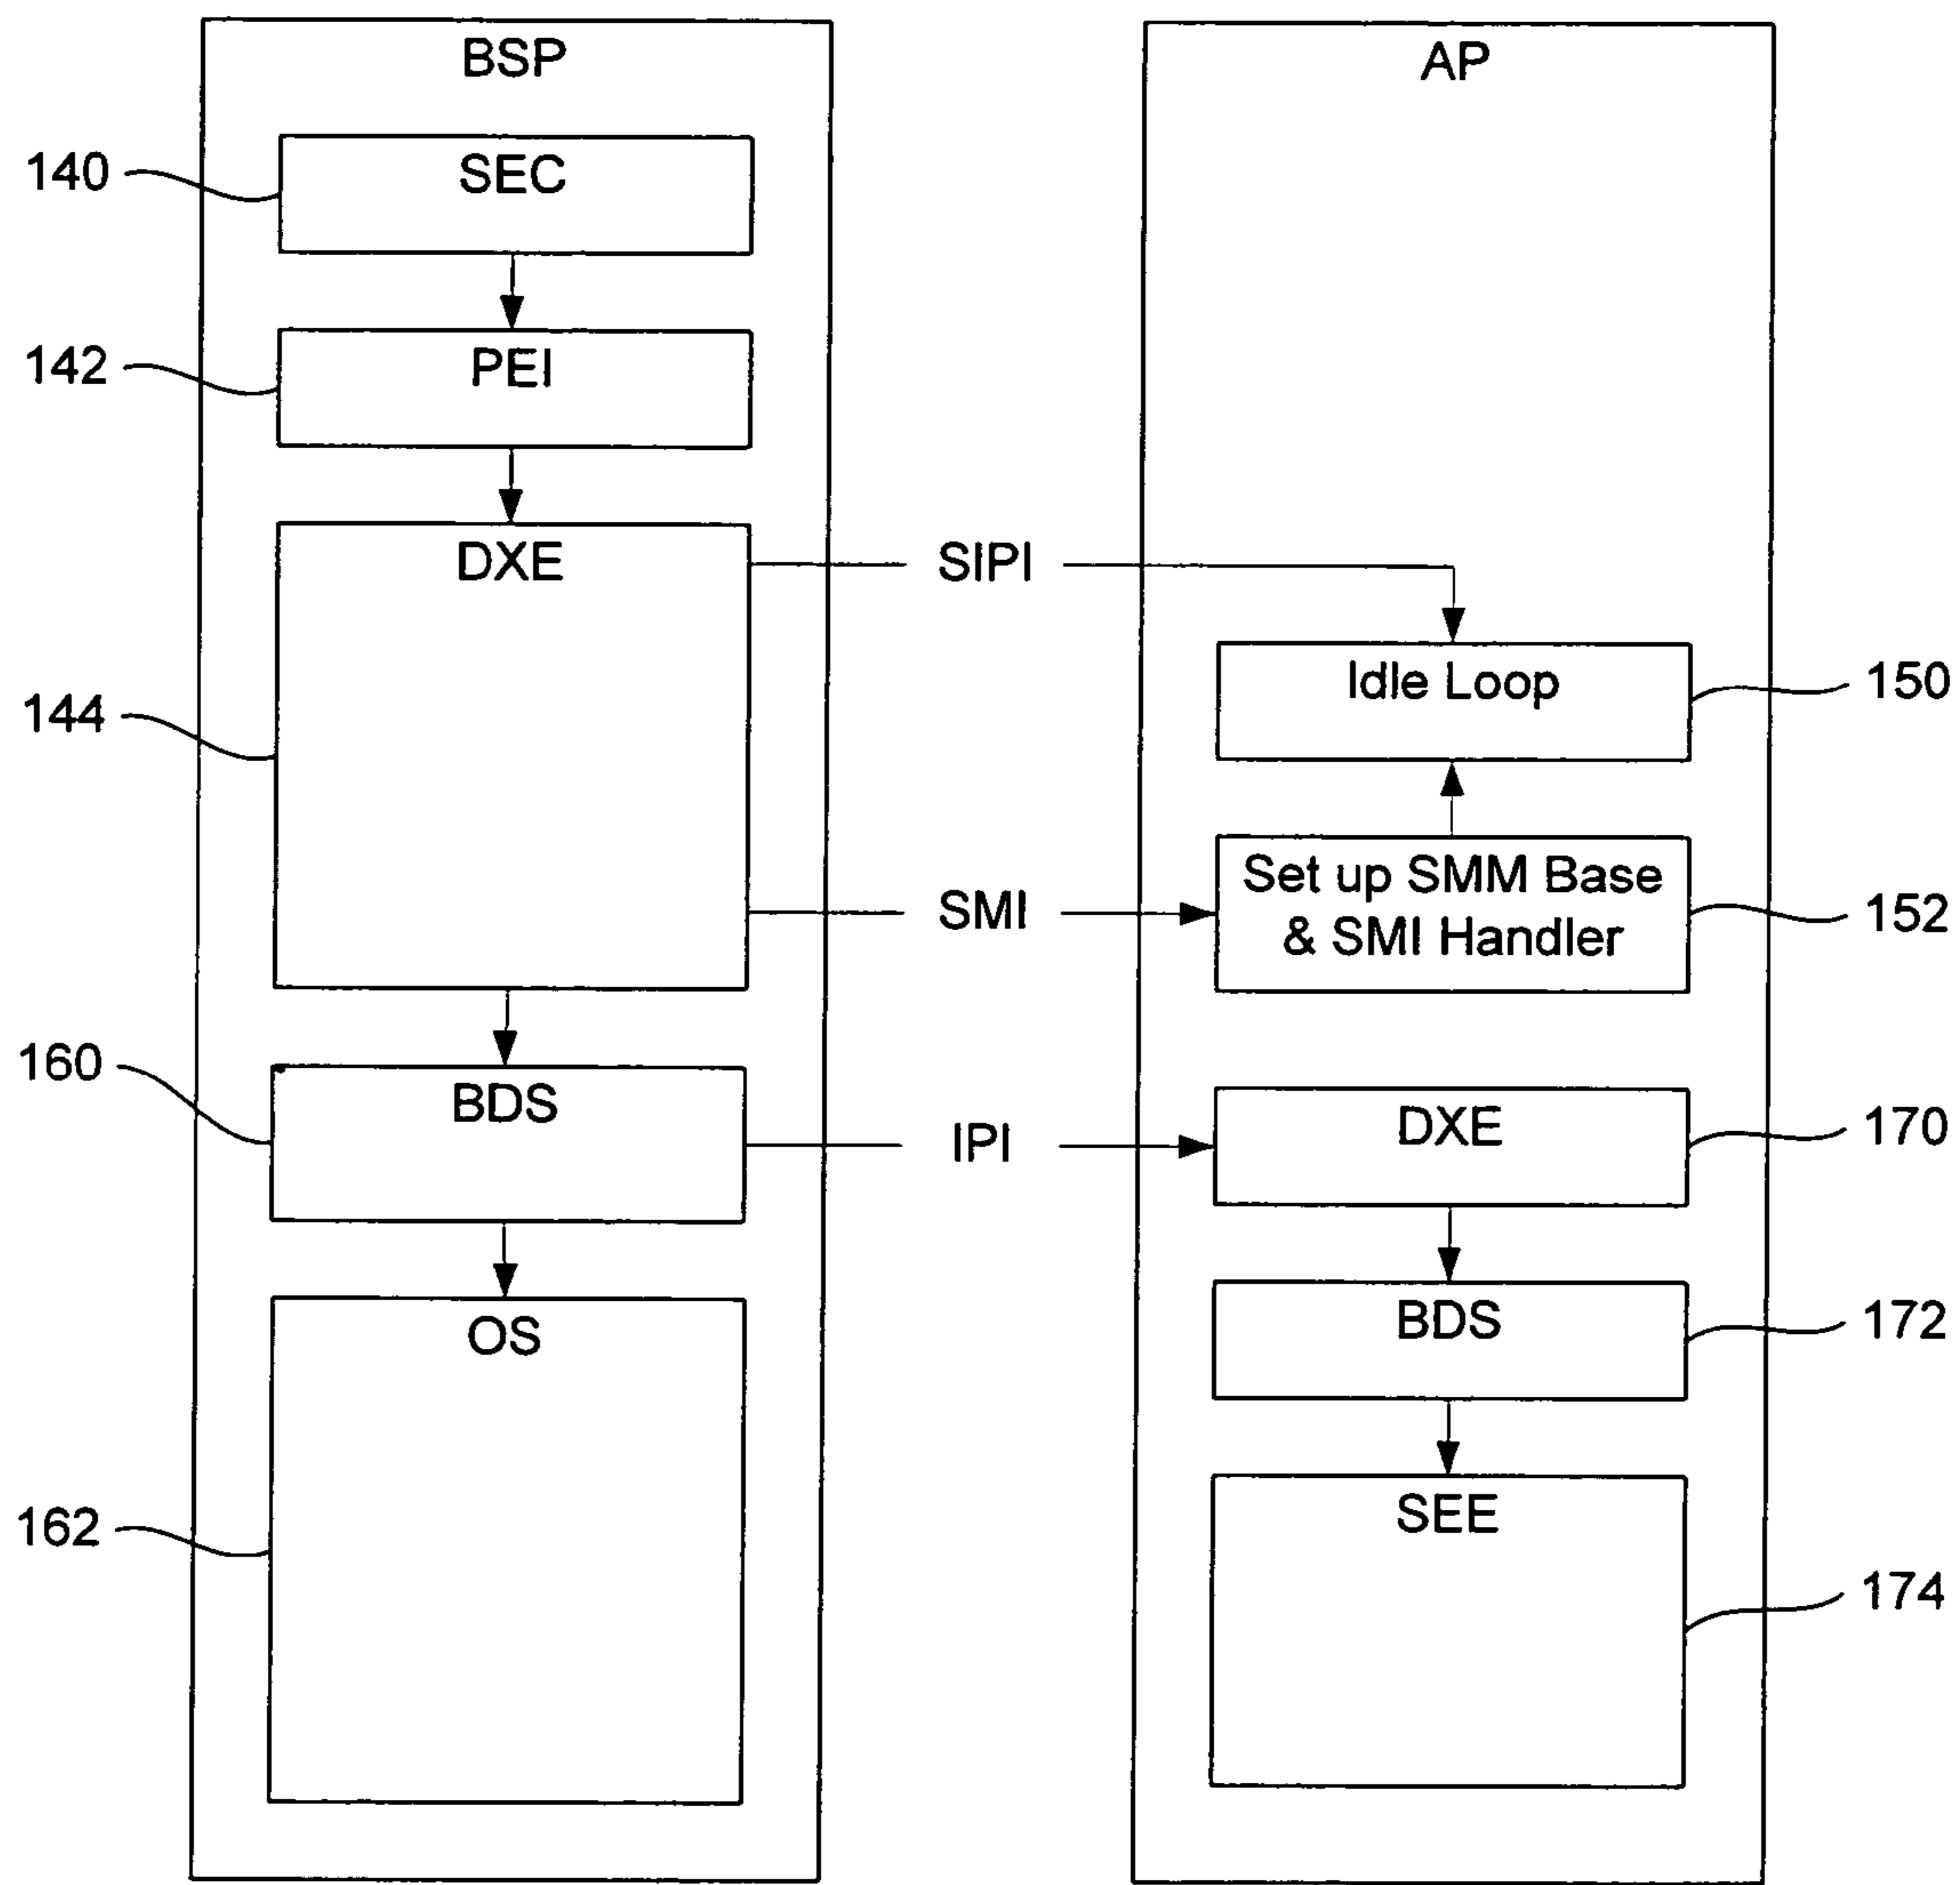 BSP
AP
140
SEC
142
PEI
DXE
SIPI
144
Idle Loop
150
SMI
Set up SMM Base
& SMI Handler
152
160
BDS
IPI
DXE
170
OS
BDS
172
162
SEE
174